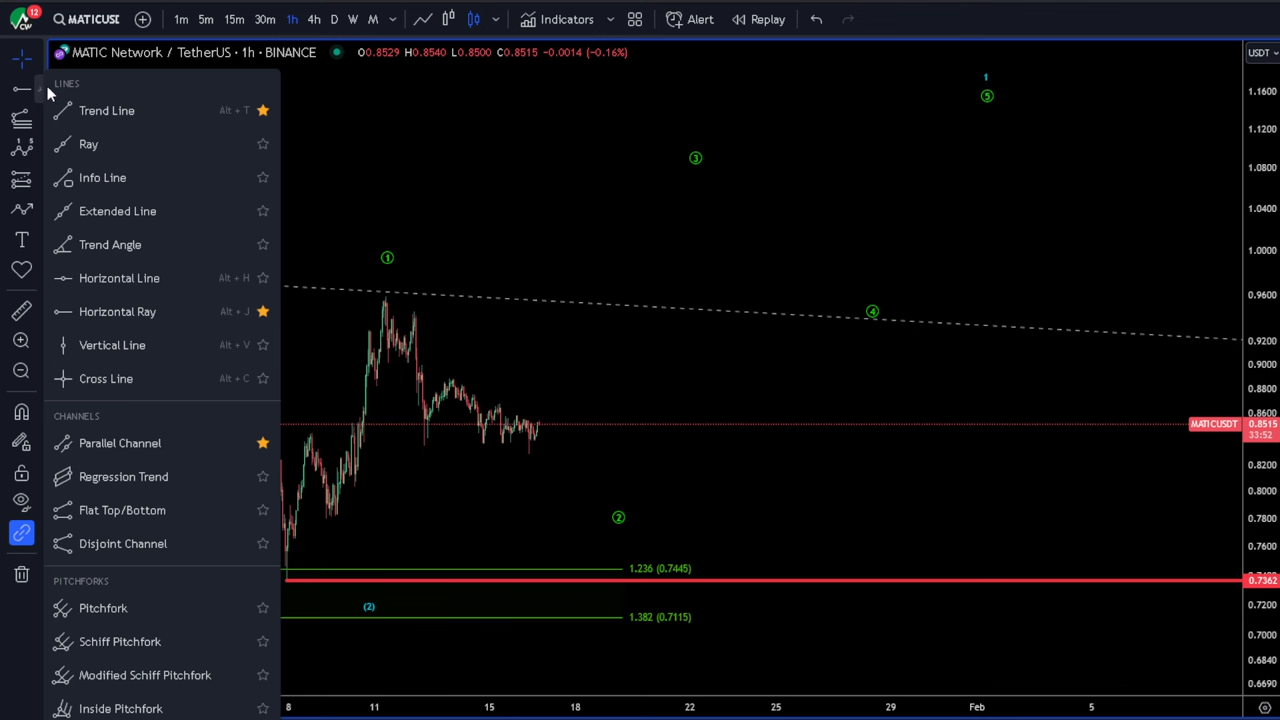 12
CW
MATICUSI
1m 5m 15m 30m 1h 4h D W M
Indicators
Alert
Replay
MATIC Network / TetherUS · 1h · BINANCE
O0.8529 H0.8540 L0.8500 C0.8515 -0.0014 (-0.16%)
USDT
LINES
Trend Line Alt + T
Ray
Info Line
Extended Line
Trend Angle
Horizontal Line Alt + H
Horizontal Ray Alt + J
Vertical Line Alt + V
Cross Line Alt + C
CHANNELS
Parallel Channel
Regression Trend
Flat Top/Bottom
Disjoint Channel
PITCHFORKS
Pitchfork
Schiff Pitchfork
Modified Schiff Pitchfork
Inside Pitchfork
1
5
3
1
4
2
(2)
1.236 (0.7445)
1.382 (0.7115)
1.1600
1.1200
1.0800
1.0400
1.0000
0.9600
0.9200
0.9000
0.8800
0.8600
MATICUSDT 0.8515
33:52
0.8200
0.8000
0.7800
0.7600
0.7362
0.7200
0.7000
0.6840
0.6690
8 11 15 18 22 25 29 Feb 5